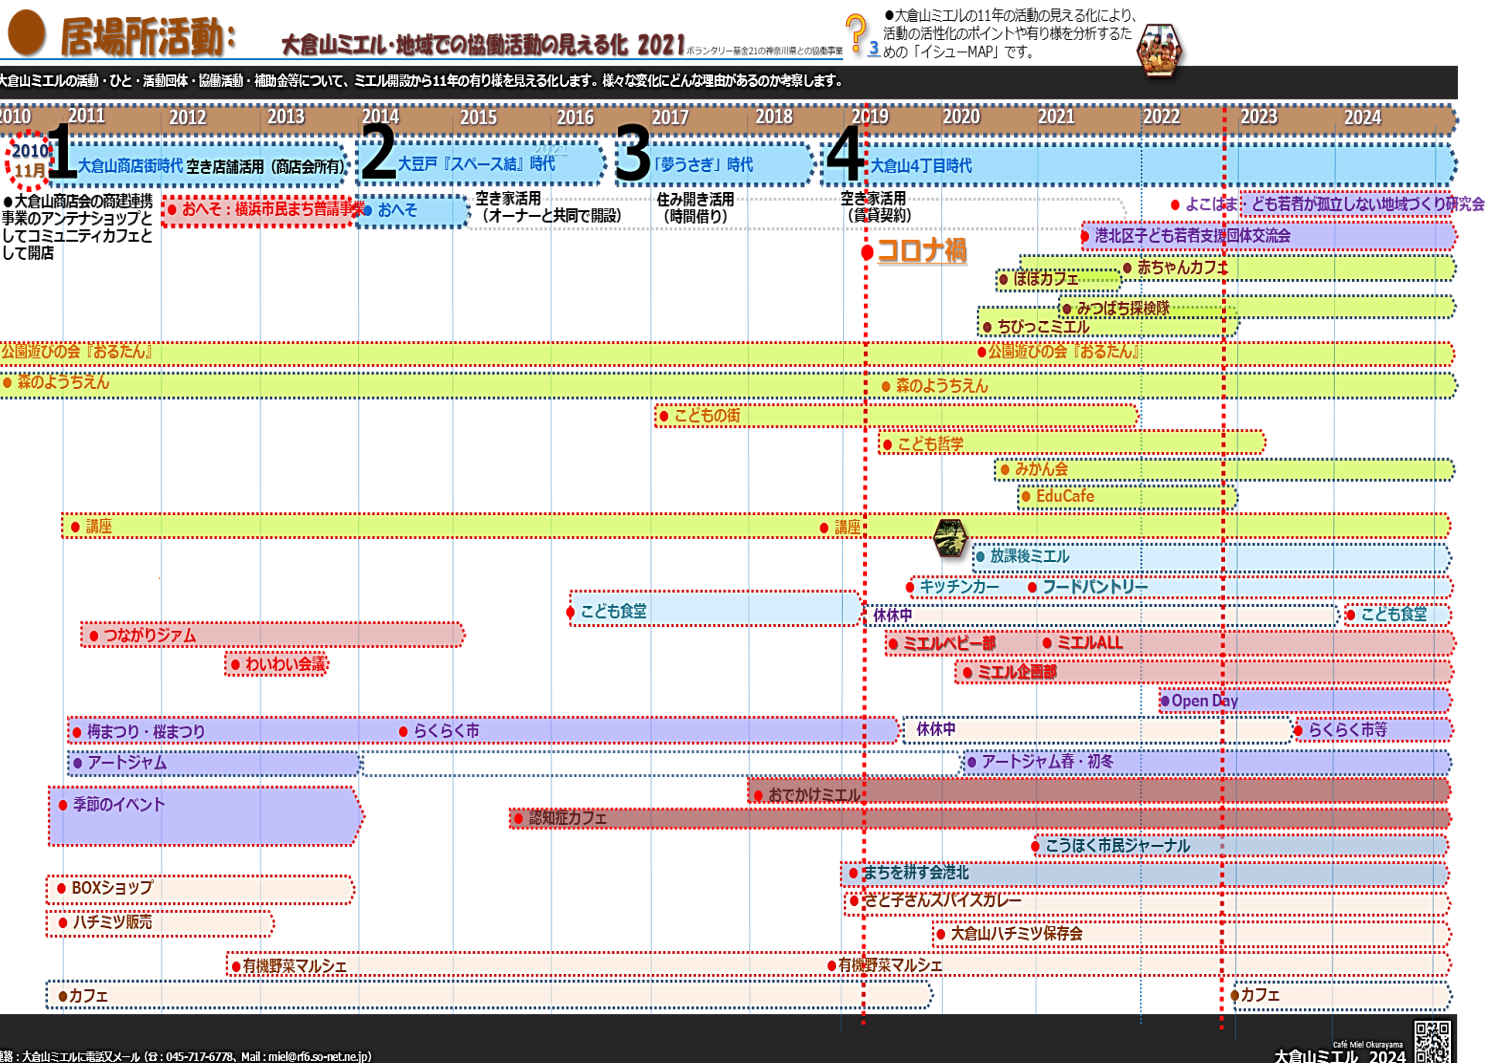 居場所活動：
大倉山ミエル・地域での協働活動の見える化 2021
ボランタリー基金21の神奈川県との協働事業
?
3
●大倉山ミエルの11年の活動の見える化により、
活動の活性化のポイントや有り様を分析するた
めの「イシューMAP」です。
大倉山ミエルの活動・ひと・活動団体・協働活動・補助金等について、ミエル開設から11年の有り様を見える化します。様々な変化にどんな理由があるのか考察します。
2010 2011 2012 2013 2014 2015 2016 2017 2018 2019 2020 2021 2022 2023 2024
2010
11月
1 大倉山商店街時代 空き店舗活用（商店会所有）
2 大豆戸『スペース結』時代
3 「夢うさぎ」時代
4 大倉山4丁目時代
●大倉山商店会の商建連携
事業のアンテナショップと
してコミュニティカフェと
して開店
おへそ：横浜市民まち普請事業
おへそ
空き家活用
（オーナーと共同で開設）
住み開き活用
（時間借り）
空き家活用
（賃貸契約）
よこはま ども若者が孤立しない地域づくり研究会
港北区子ども若者支援団体交流会
コロナ禍
赤ちゃんカフェ
ほほカフェ
みつばち探検隊
ちびっこミエル
公園遊びの会『おるたん』
公園遊びの会『おるたん』
森のようちえん
森のようちえん
こどもの街
こども哲学
みかん会
EduCafe
講座
講座
放課後ミエル
キッチンカー
フードパントリー
こども食堂
休休中
こども食堂
つながりジァム
ミエルベビー部
ミエルALL
わいわい会議
ミエル企画部
Open Day
梅まつり・桜まつり
らくらく市
休休中
らくらく市等
アートジャム
アートジャム春・初冬
季節のイベント
おでかけミエル
認知症カフェ
こうほく市民ジャーナル
まちを耕す会港北
BOXショップ
さと子さんスパイスカレー
ハチミツ販売
大倉山ハチミツ保存会
有機野菜マルシェ
有機野菜マルシェ
カフェ
カフェ
連絡：大倉山ミエルに電話又メール（☎：045-717-6778、Mail：miel@rf6.so-net.ne.jp）
Café Miel Okurayama
大倉山ミエル 2024